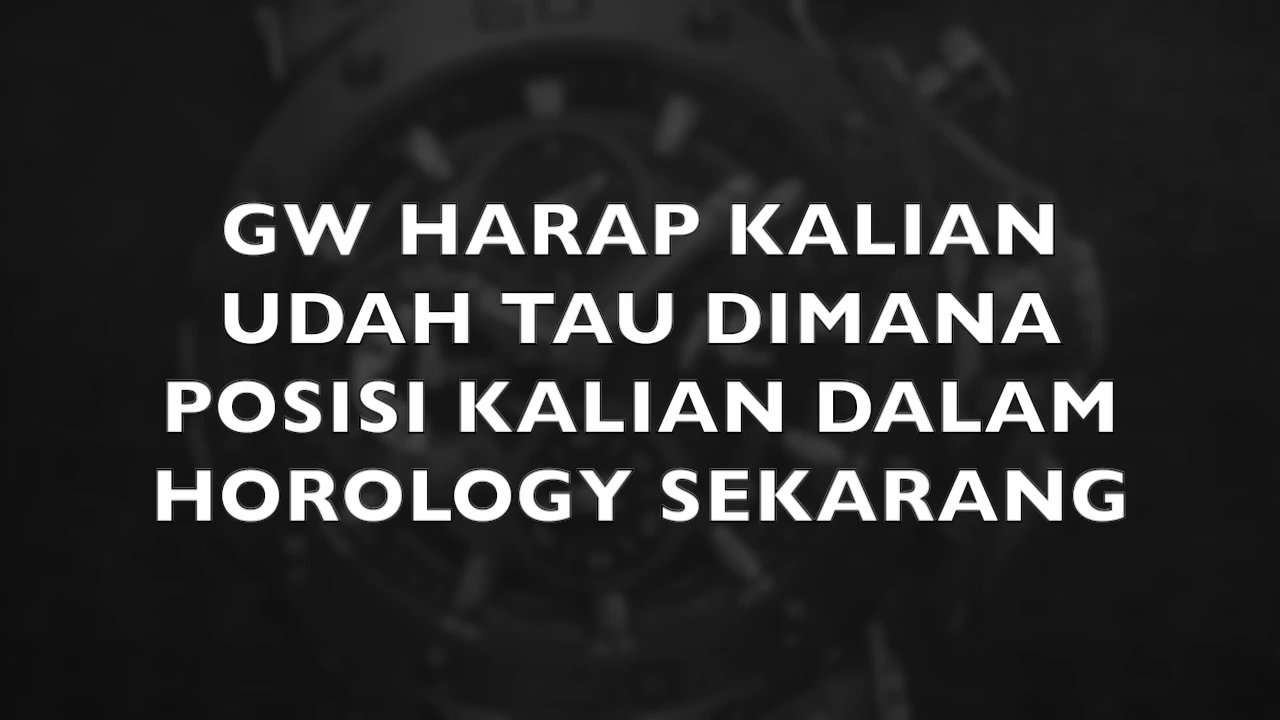 GW HARAP KALIAN
UDAH TAU DIMANA
POSISI KALIAN DALAM
HOROLOGY SEKARANG